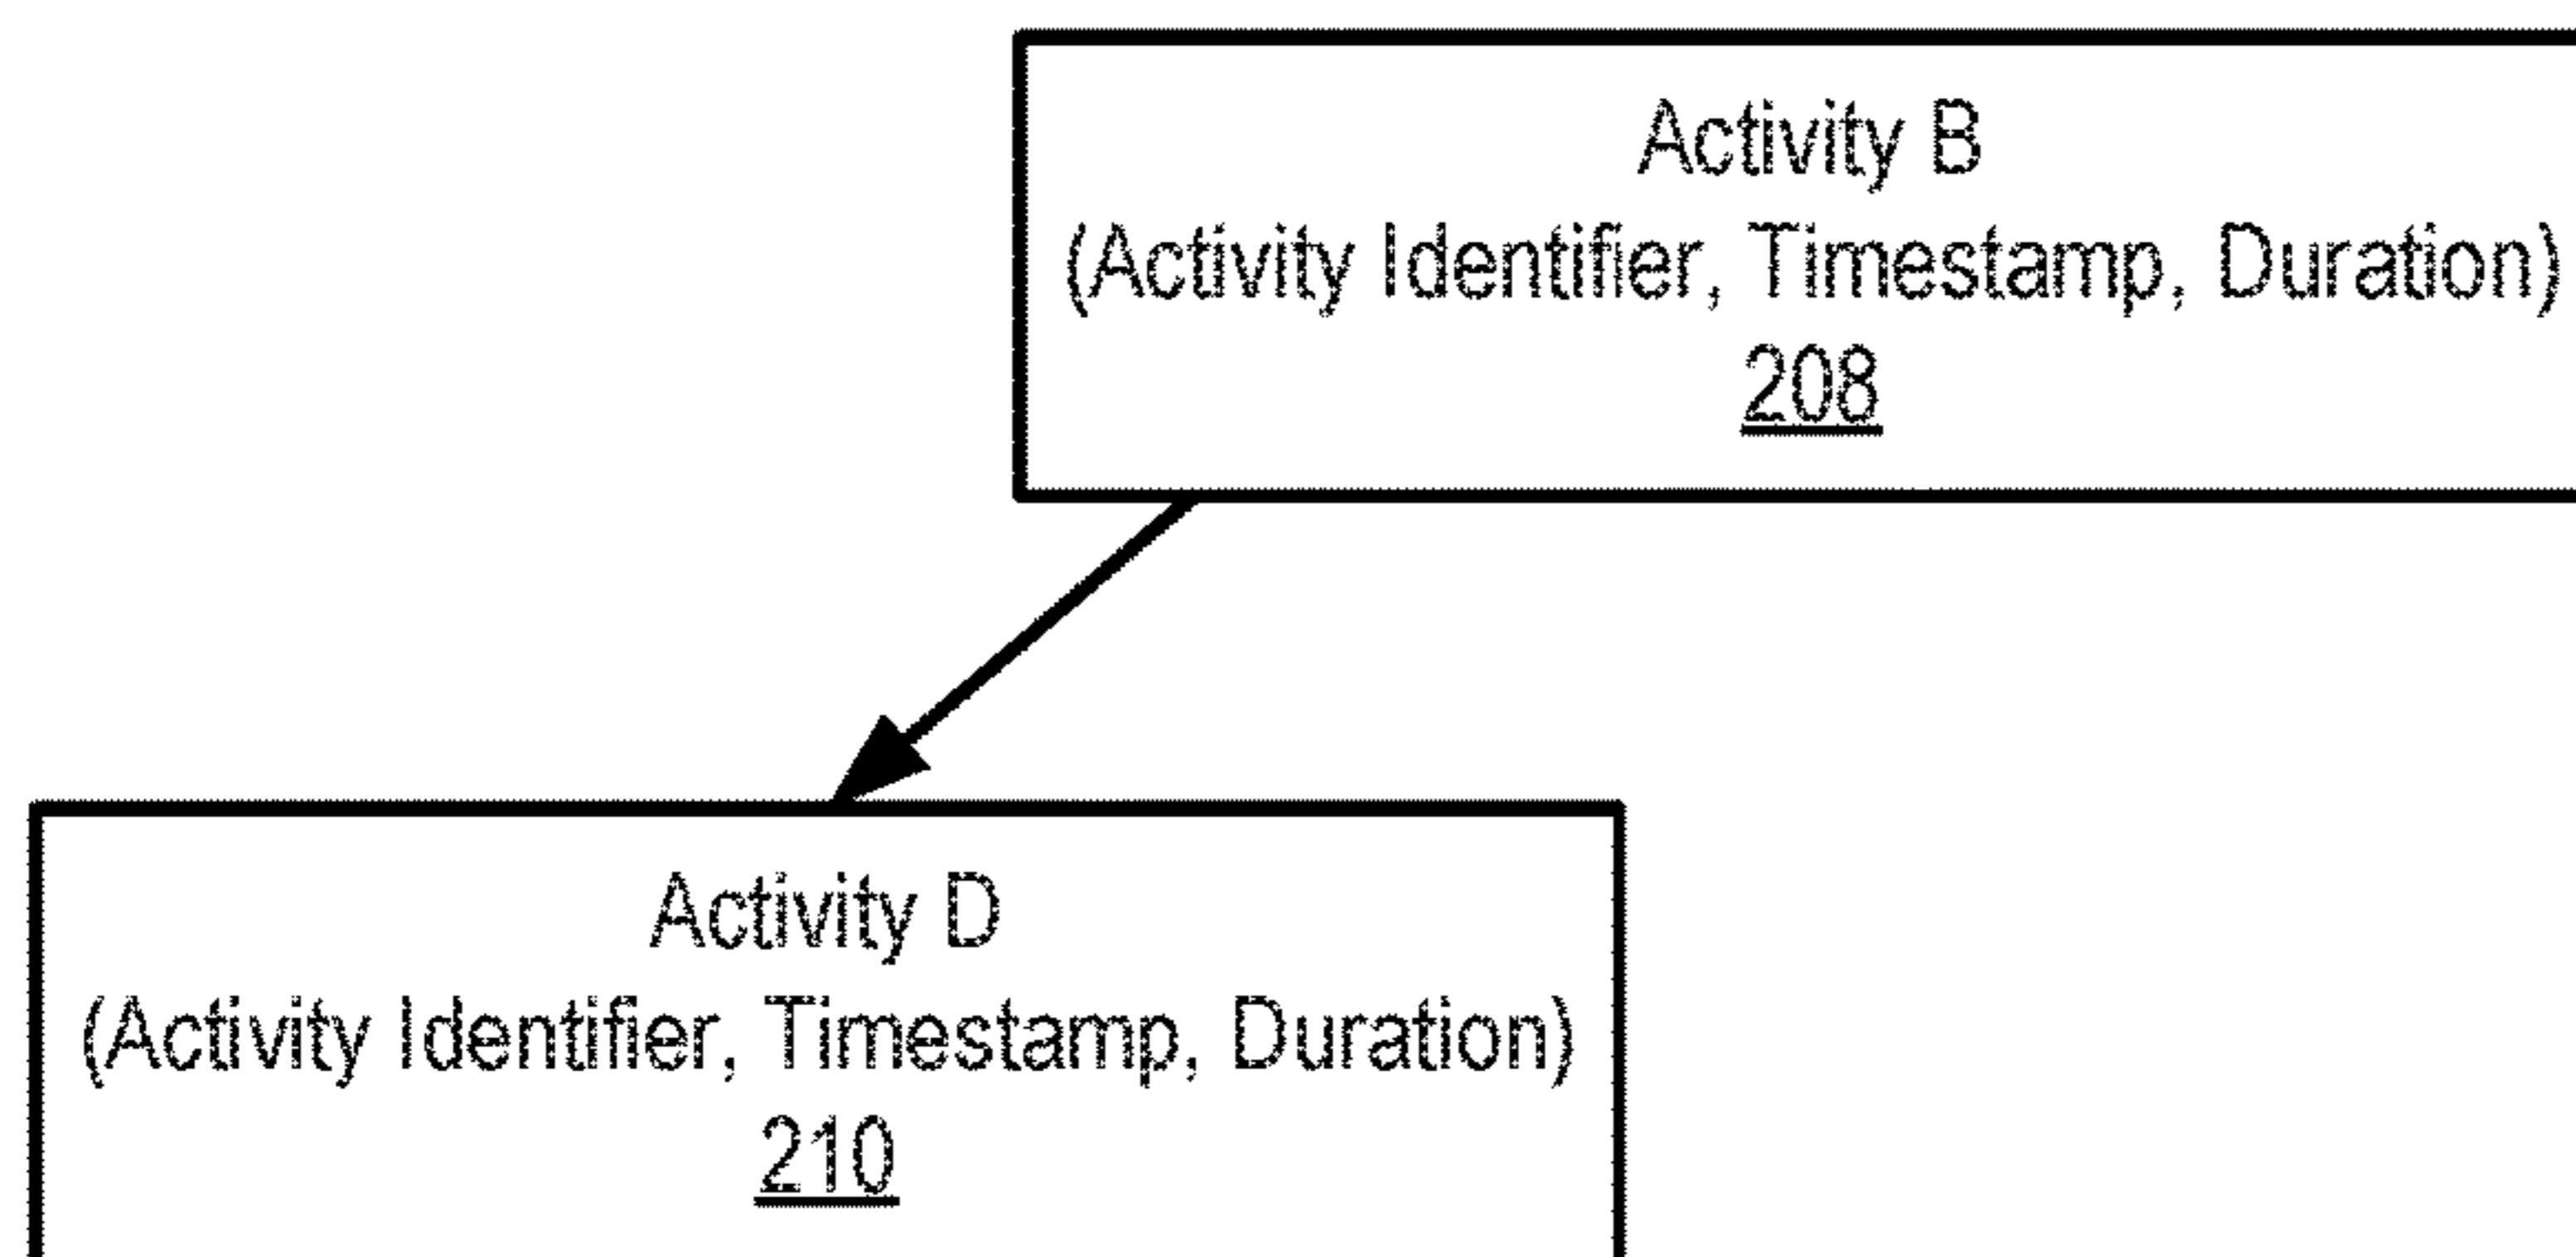 Activity B
(Activity Identifier, Timestamp, Duration)
208
Activity D
(Activity Identifier, Timestamp, Duration)
210